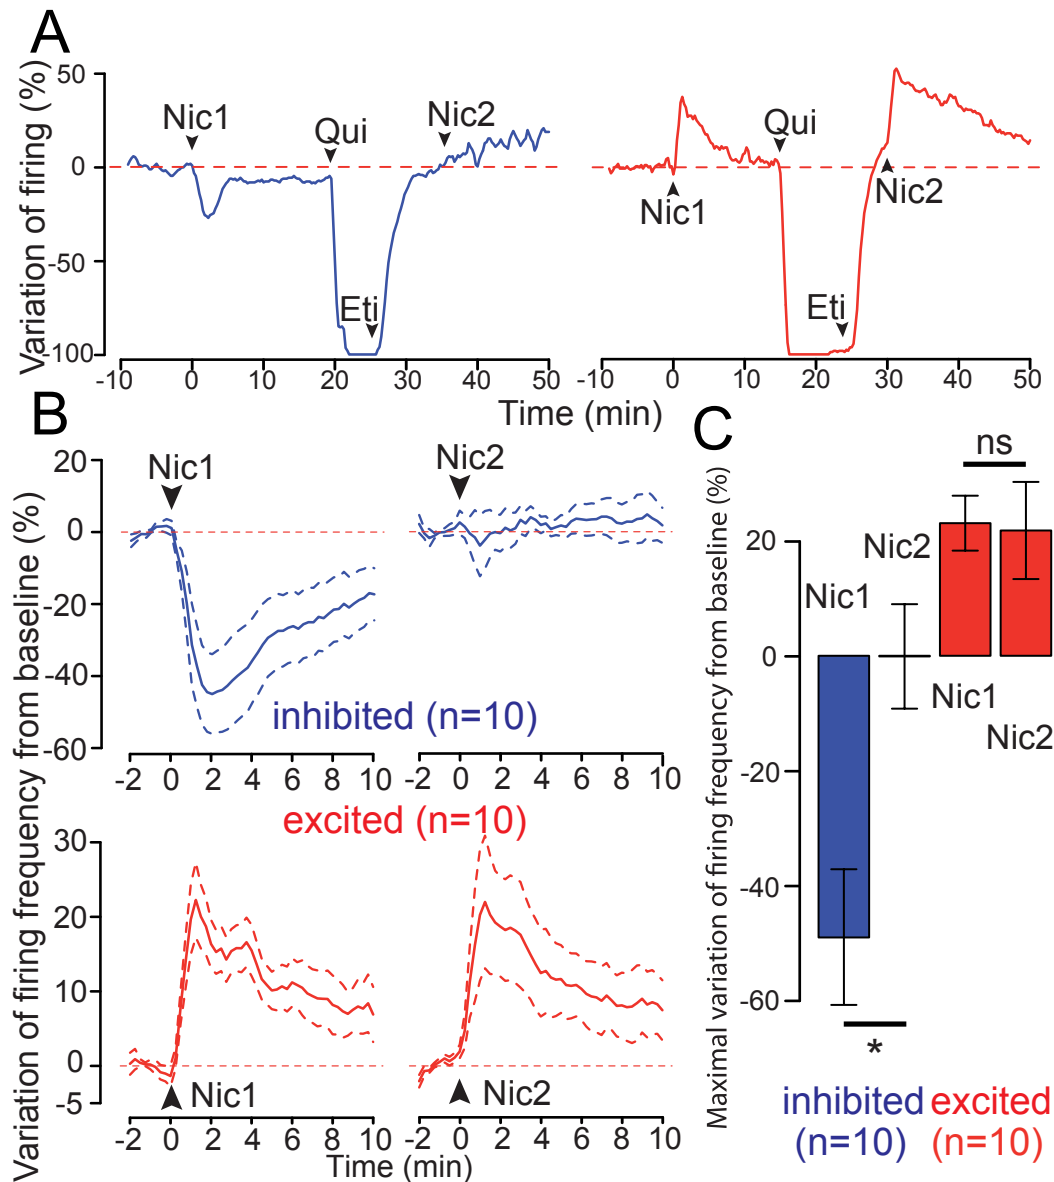 A
Variation of firing (%)
50
0
-50
-100
Nic1
Qui
Eti
Nic2
-10 0 10 20 30 40 50
Nic1
Qui
Eti
Nic2
-10 0 10 20 30 40 50
Time (min)
B
Variation of firing frequency from baseline (%)
20
0
-20
-40
-60
Nic1
Nic2
inhibited (n=10)
-2 0 2 4 6 8 10
-2 0 2 4 6 8 10
excited (n=10)
30
20
10
0
-5
Nic1
Nic2
-2 0 2 4 6 8 10
-2 0 2 4 6 8 10
Time (min)
C
Maximal variation of firing frequency from baseline (%)
20
0
-20
-40
-60
ns
Nic2
Nic1
Nic1
Nic2
*
inhibited
(n=10)
excited
(n=10)